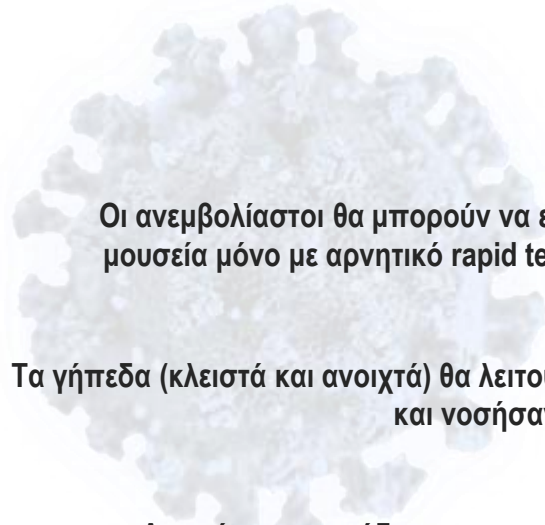 Οι ανεμβολίαστοι θα μπορούν να ε
μουσεία μόνο με αρνητικό rapid te
Τα γήπεδα (κλειστά και ανοιχτά) θα λειτου
και νοσήσα